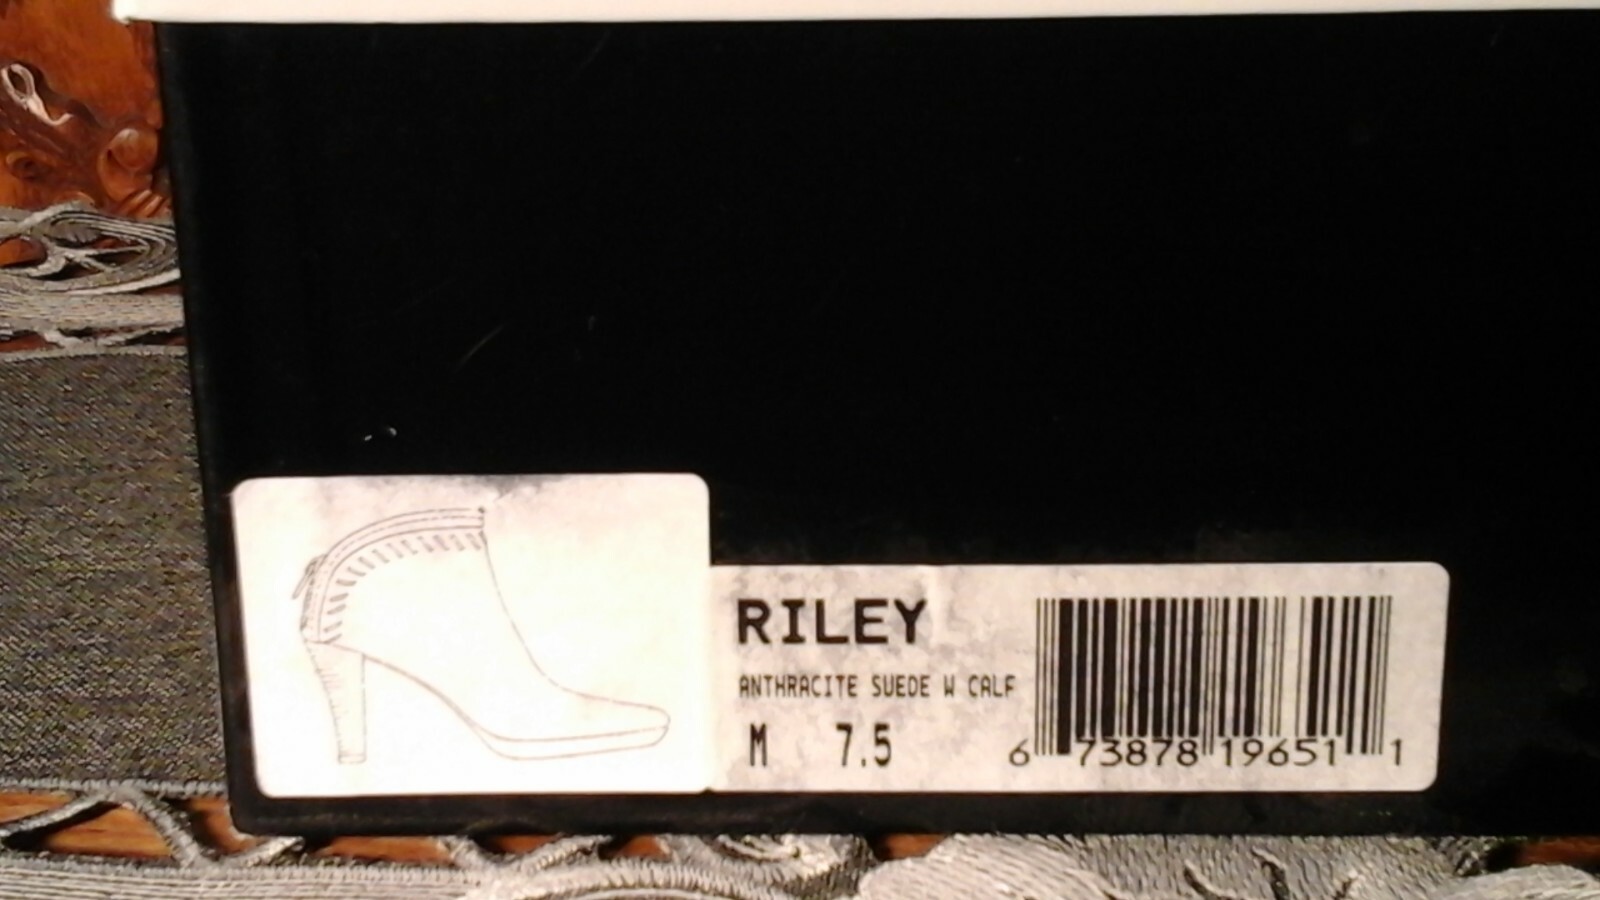 RILEY
ANTHRACITE SUEDE W CALF
M 7.5
6 73878 19651 1